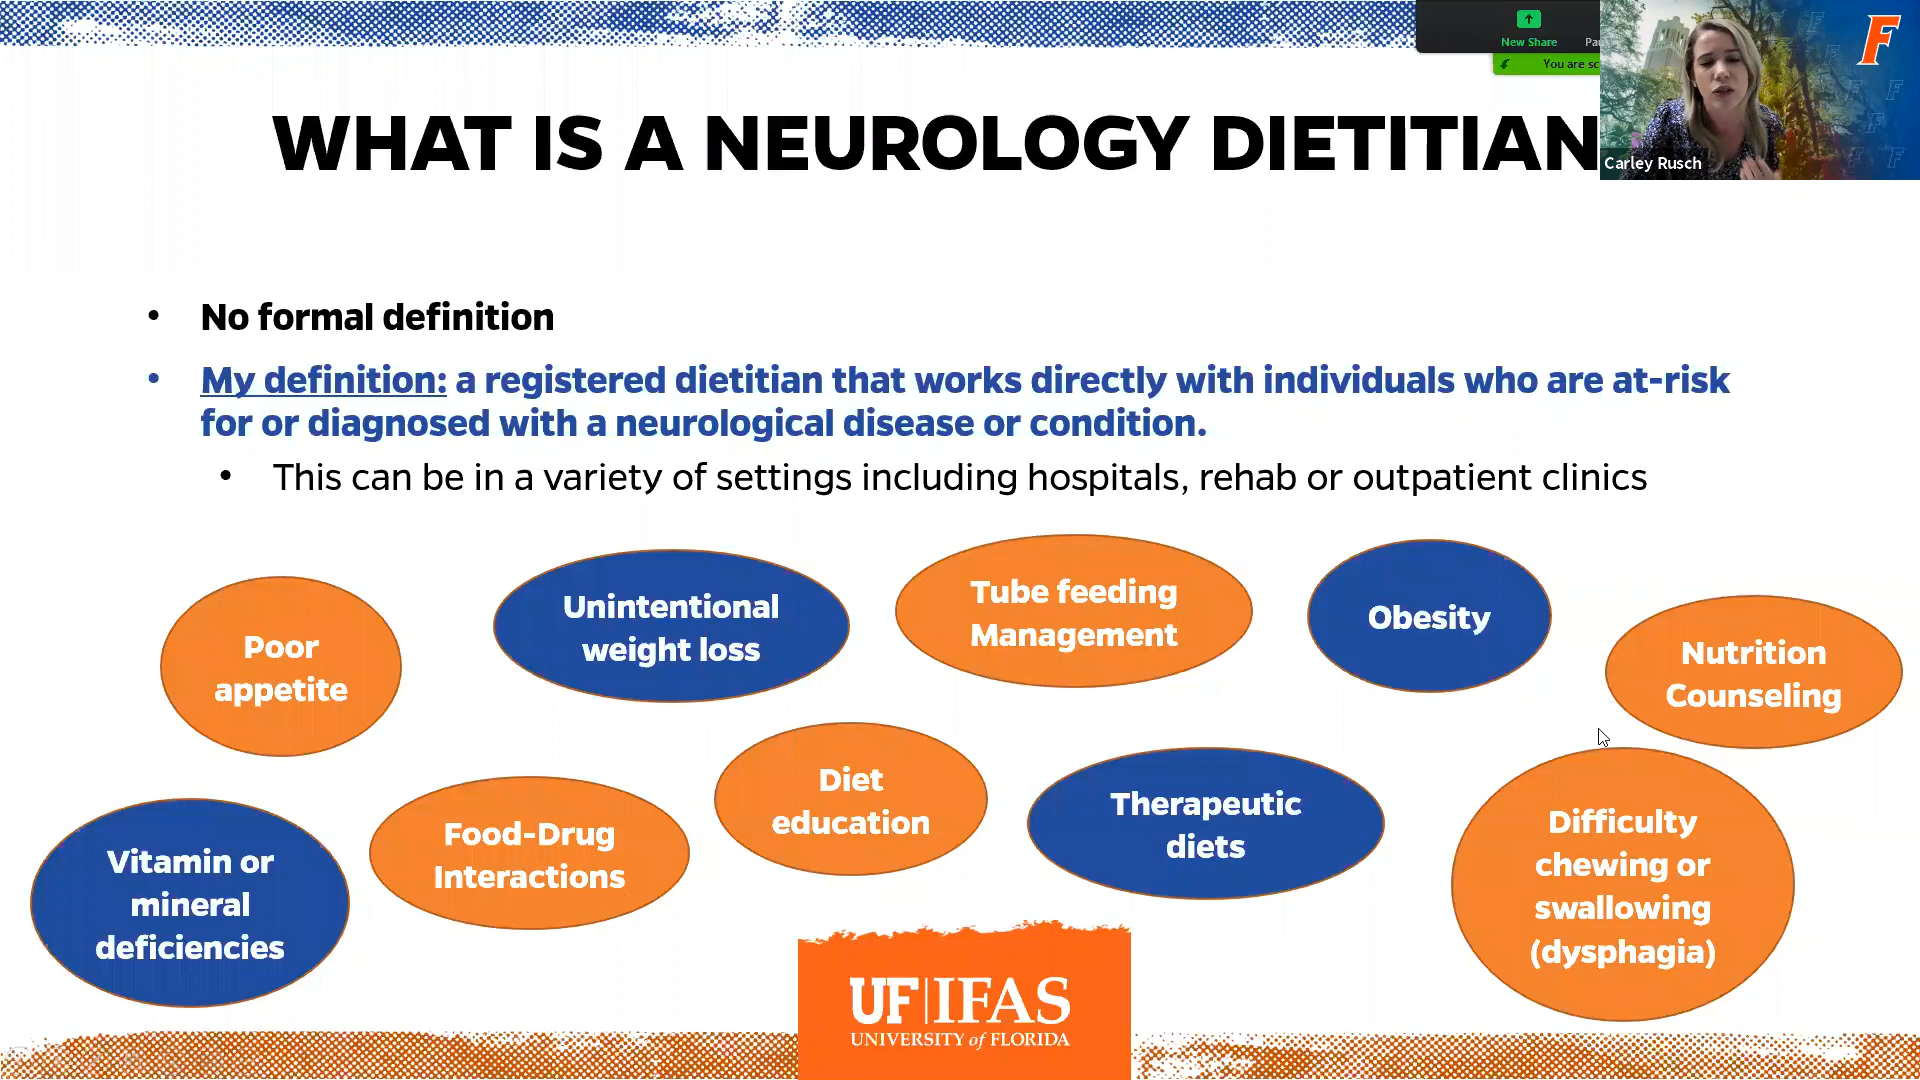 New Share
You are
Carley Rusch
F
WHAT IS A NEUROLOGY DIETITIAN
• No formal definition
• My definition: a registered dietitian that works directly with individuals who are at-risk
for or diagnosed with a neurological disease or condition.
• This can be in a variety of settings including hospitals, rehab or outpatient clinics
Poor
appetite
Unintentional
weight loss
Tube feeding
Management
Obesity
Nutrition
Counseling
Vitamin or
mineral
deficiencies
Food-Drug
Interactions
Diet
education
Therapeutic
diets
Difficulty
chewing or
swallowing
(dysphagia)
UF|IFAS
UNIVERSITY of FLORIDA